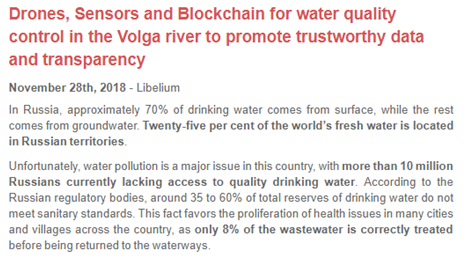 Drones, Sensors and Blockchain for water quality
control in the Volga river to promote trustworthy data
and transparency
November 28th, 2018 - Libelium
In Russia, approximately 70% of drinking water comes from surface, while the rest
comes from groundwater. Twenty-five per cent of the world's fresh water is located
in Russian territories.
Unfortunately, water pollution is a major issue in this country, with more than 10 million
Russians currently lacking access to quality drinking water. According to the
Russian regulatory bodies, around 35 to 60% of total reserves of drinking water do not
meet sanitary standards. This fact favors the proliferation of health issues in many cities
and villages across the country, as only 8% of the wastewater is correctly treated
before being returned to the waterways.